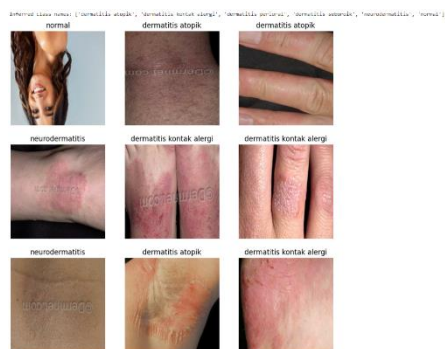 Inferred class names: ['dermatitis atopik', 'dermatitis kontak alergi', 'dermatitis perioral', 'dermatitis seboroik', 'neurodermatitis', 'normal']
normal dermatitis atopik dermatitis atopik
neurodermatitis dermatitis kontak alergi dermatitis kontak alergi
neurodermatitis dermatitis atopik dermatitis kontak alergi